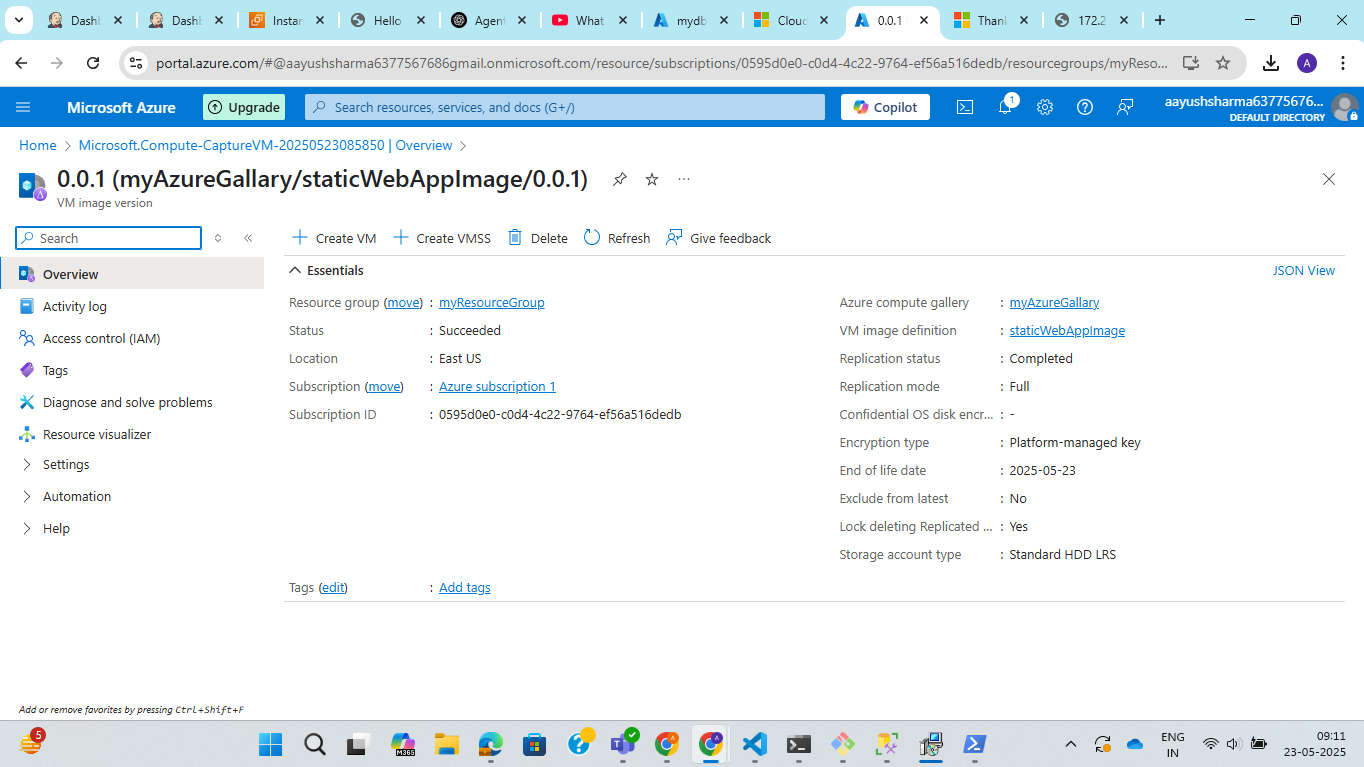 Dash
Dash
Instar
Hello
Agent
What
mydb
Clouc
0.0.1
Thank
172.2
portal.azure.com/#@aayushsharma6377567686gmail.onmicrosoft.com/resource/subscriptions/0595d0e0-c0d4-4c22-9764-ef56a516dedb/resourcegroups/myReso...
A
Microsoft Azure
Upgrade
Search resources, services, and docs (G+/)
Copilot
1
aayushsharma63775676...
DEFAULT DIRECTORY
Home
Microsoft.Compute-CaptureVM-20250523085850 | Overview
0.0.1 (myAzureGallary/staticWebAppImage/0.0.1)
...
VM image version
Search
Create VM
Create VMSS
Delete
Refresh
Give feedback
Overview
Activity log
Access control (IAM)
Tags
Diagnose and solve problems
Resource visualizer
Settings
Automation
Help
Essentials
JSON View
Resource group (move) : myResourceGroup
Status : Succeeded
Location : East US
Subscription (move) : Azure subscription 1
Subscription ID : 0595d0e0-c0d4-4c22-9764-ef56a516dedb
Azure compute gallery : myAzureGallary
VM image definition : staticWebAppImage
Replication status : Completed
Replication mode : Full
Confidential OS disk encr... : -
Encryption type : Platform-managed key
End of life date : 2025-05-23
Exclude from latest : No
Lock deleting Replicated ... : Yes
Storage account type : Standard HDD LRS
Tags (edit) : Add tags
Add or remove favorites by pressing Ctrl+Shift+F
5
M365
A
A
ENG
IN
09:11
23-05-2025